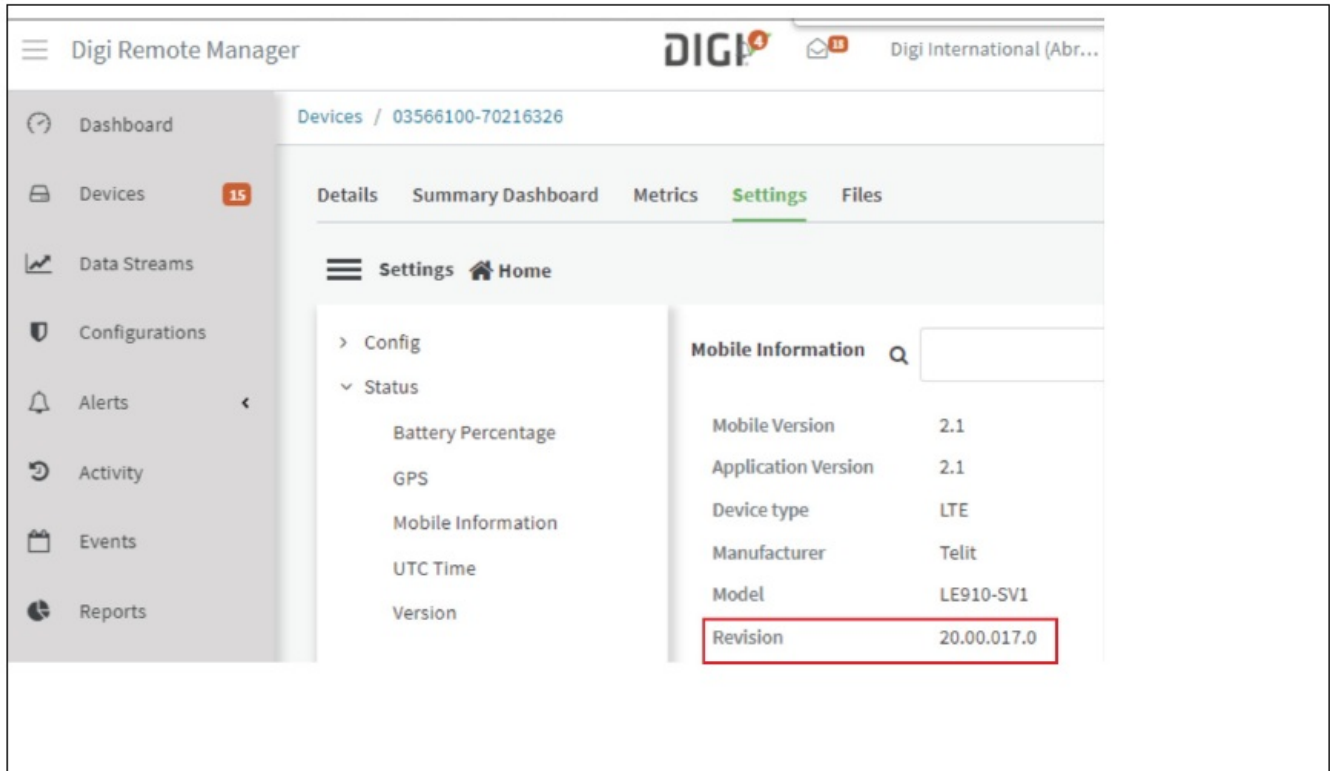 Digi Remote Manager
DIGI 4
18
Digi International (Abr...
Dashboard
Devices 15
Data Streams
Configurations
Alerts
Activity
Events
Reports
Devices / 03566100-70216326
Details Summary Dashboard Metrics Settings Files
Settings Home
> Config
Status
Battery Percentage
GPS
Mobile Information
UTC Time
Version
Mobile Information
Mobile Version 2.1
Application Version 2.1
Device type LTE
Manufacturer Telit
Model LE910-SV1
Revision 20.00.017.0